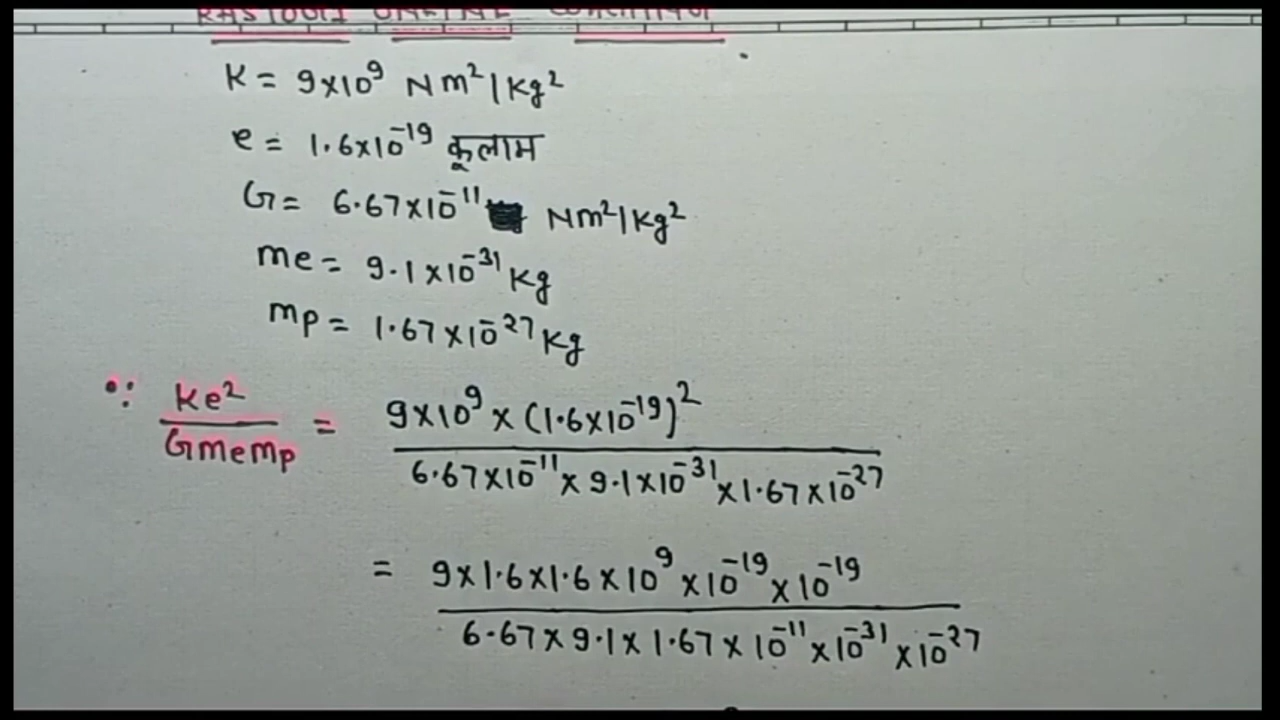 RASTOGI ONLINE
K = 9×10⁹ Nm²/Kg²
e = 1.6×10⁻¹⁹ कूलाम
G = 6.67×10⁻¹¹ Nm²/Kg²
me = 9.1×10⁻³¹ Kg
mp = 1.67×10⁻²⁷ Kg
∵ Ke²/Gmemp = 9×10⁹×(1.6×10⁻¹⁹)²/6.67×10⁻¹¹×9.1×10⁻³¹×1.67×10⁻²⁷
= 9×1.6×1.6×10⁹×10⁻¹⁹×10⁻¹⁹/6.67×9.1×1.67×10⁻¹¹×10⁻³¹×10⁻²⁷